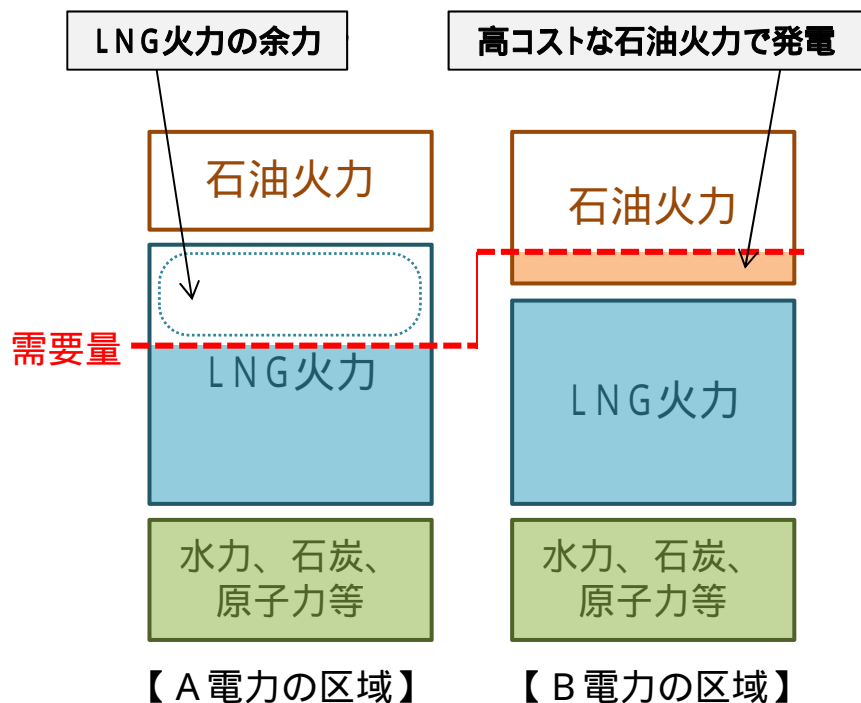 LNG火力の余力
高コストな石油火力で発電
石油火力
石油火力
需要量
LNG火力
LNG火力
水力、石炭、
原子力等
水力、石炭、
原子力等
【A電力の区域】
【B電力の区域】